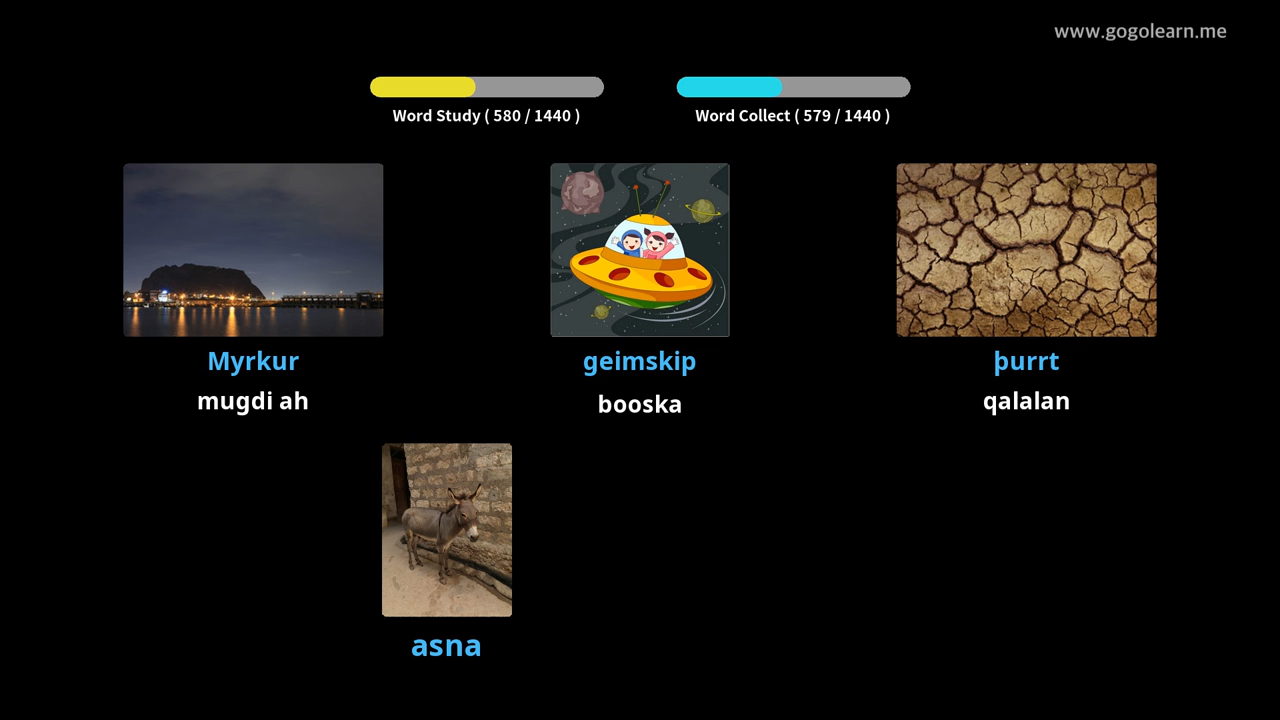 www.gogolearn.me
Word Study ( 580 / 1440 )
Word Collect ( 579 / 1440 )
Myrkur
mugdi ah
geimskip
booska
þurrt
qalalan
asna